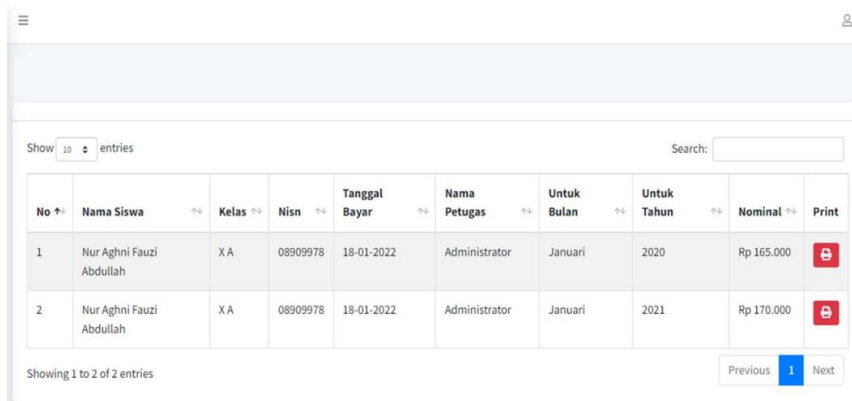 Show 10 entries
Search:
No Nama Siswa Kelas Nisn Tanggal Bayar Nama Petugas Untuk Bulan Untuk Tahun Nominal Print
1 Nur Aghni Fauzi Abdullah X A 08909978 18-01-2022 Administrator Januari 2020 Rp 165.000
2 Nur Aghni Fauzi Abdullah X A 08909978 18-01-2022 Administrator Januari 2021 Rp 170.000
Showing 1 to 2 of 2 entries
Previous 1 Next